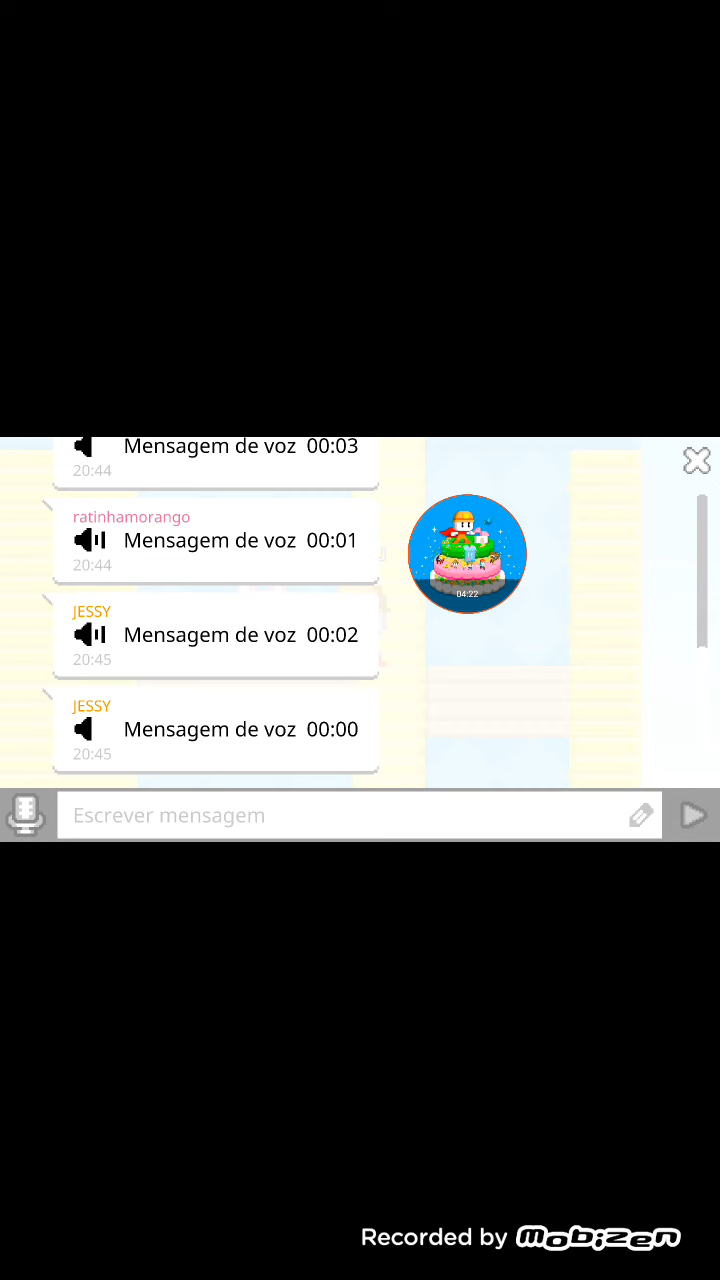 Mensagem de voz 00:03
20:44
ratinhamorango
Mensagem de voz 00:01
20:44
JESSY
Mensagem de voz 00:02
20:45
JESSY
Mensagem de voz 00:00
20:45
04:22
Escrever mensagem
Recorded by mobizen